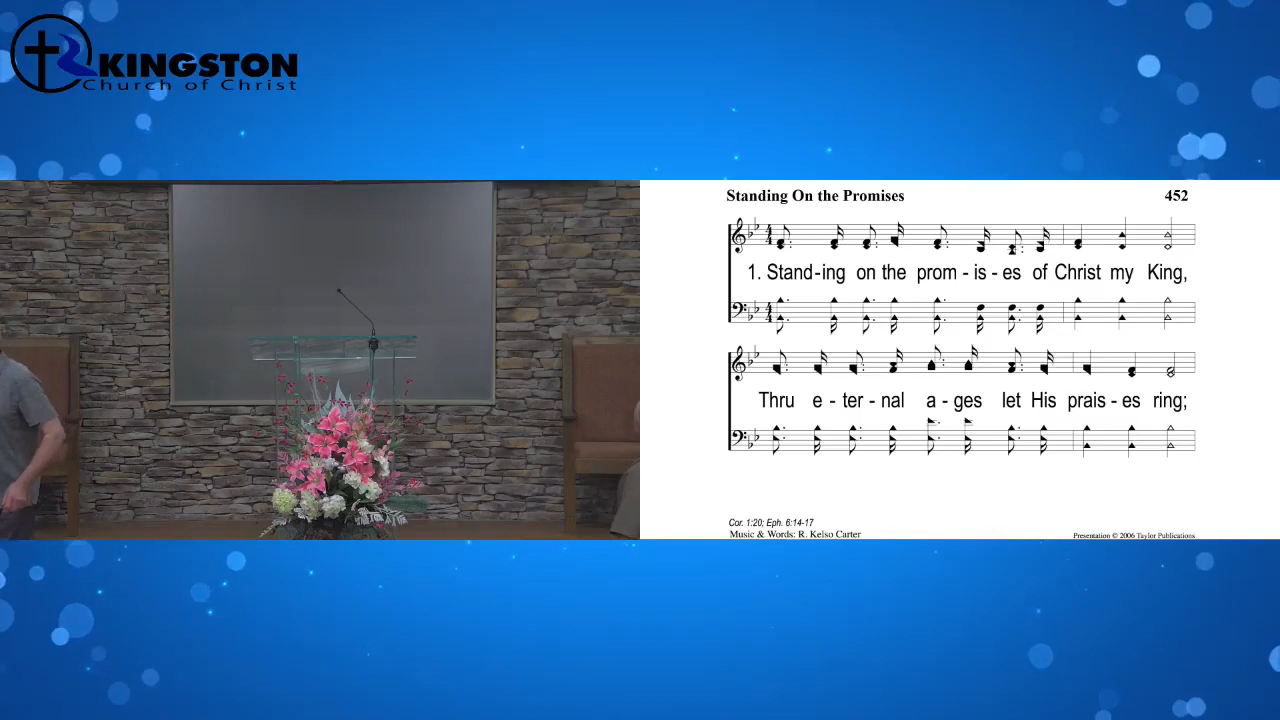 KINGSTON
Church of Christ
Standing On the Promises 452
1. Stand-ing on the prom - is - es of Christ my King,
Thru e - ter - nal a - ges let His prais - es ring;
Cor. 1:20; Eph. 6:14-17
Music & Words: R. Kelso Carter
Presentation © 2006 Taylor Publications